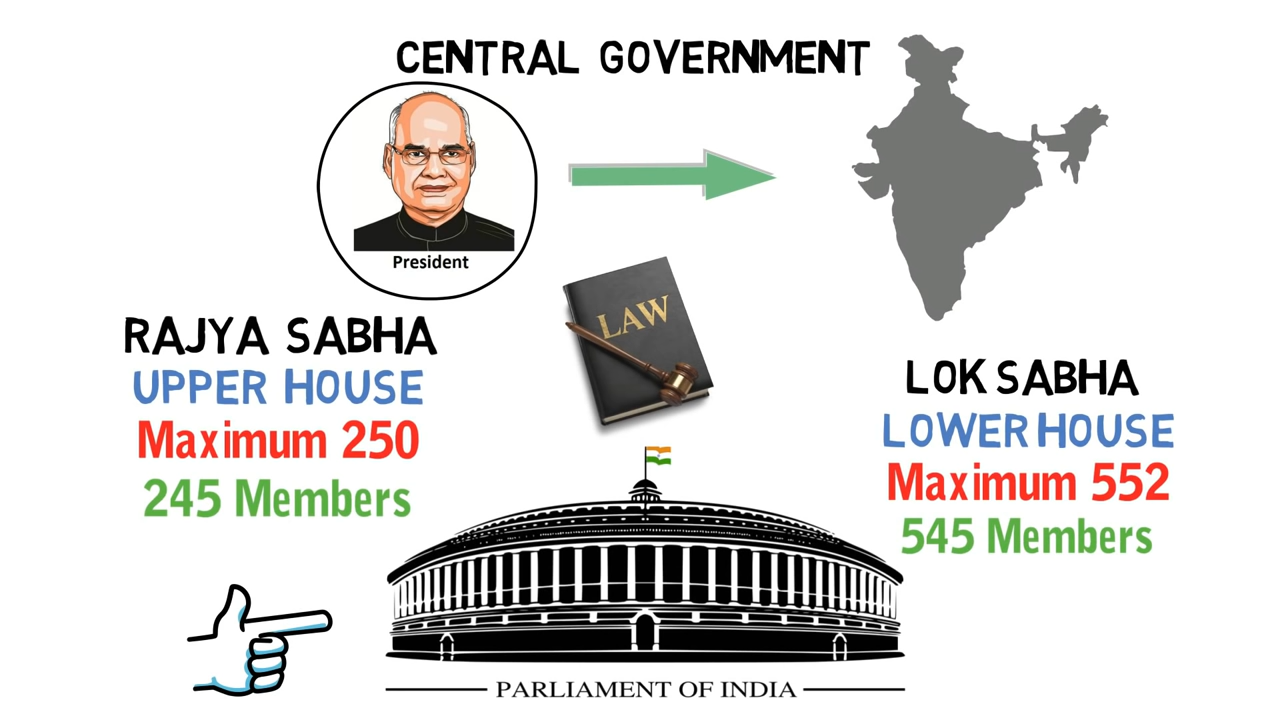 CENTRAL GOVERNMENT
President
LAW
RAJYA SABHA
UPPER HOUSE
Maximum 250
245 Members
LOK SABHA
LOWER HOUSE
Maximum 552
545 Members
PARLIAMENT OF INDIA